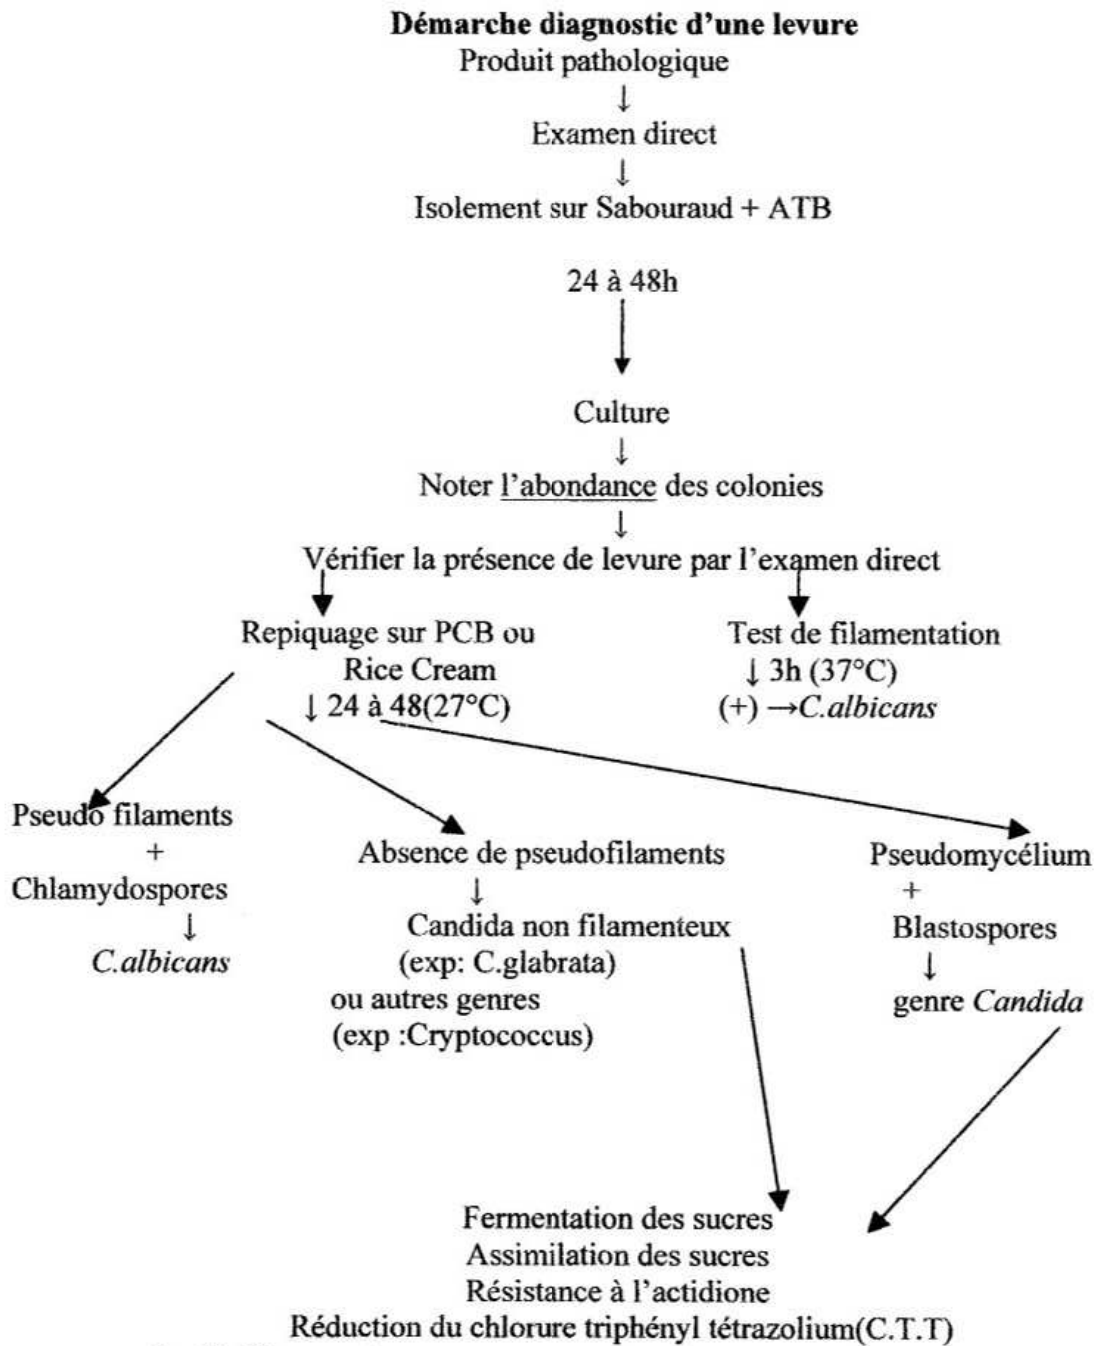 Démarche diagnostic d'une levure
Produit pathologique
↓
Examen direct
↓
Isolement sur Sabouraud + ATB
24 à 48h
Culture
↓
Noter l'abondance des colonies
↓
Vérifier la présence de levure par l'examen direct
Repiquage sur PCB ou
Rice Cream
↓ 24 à 48(27°C)
Test de filamentation
↓ 3h (37°C)
(+) →C.albicans
Pseudo filaments
+
Chlamydospores
↓
C.albicans
Absence de pseudofilaments
↓
Candida non filamenteux
(exp: C.glabrata)
ou autres genres
(exp :Cryptococcus)
Pseudomycélium
+
Blastospores
↓
genre Candida
Fermentation des sucres
Assimilation des sucres
Résistance à l'actidione
Réduction du chlorure triphényl tétrazolium(C.T.T)